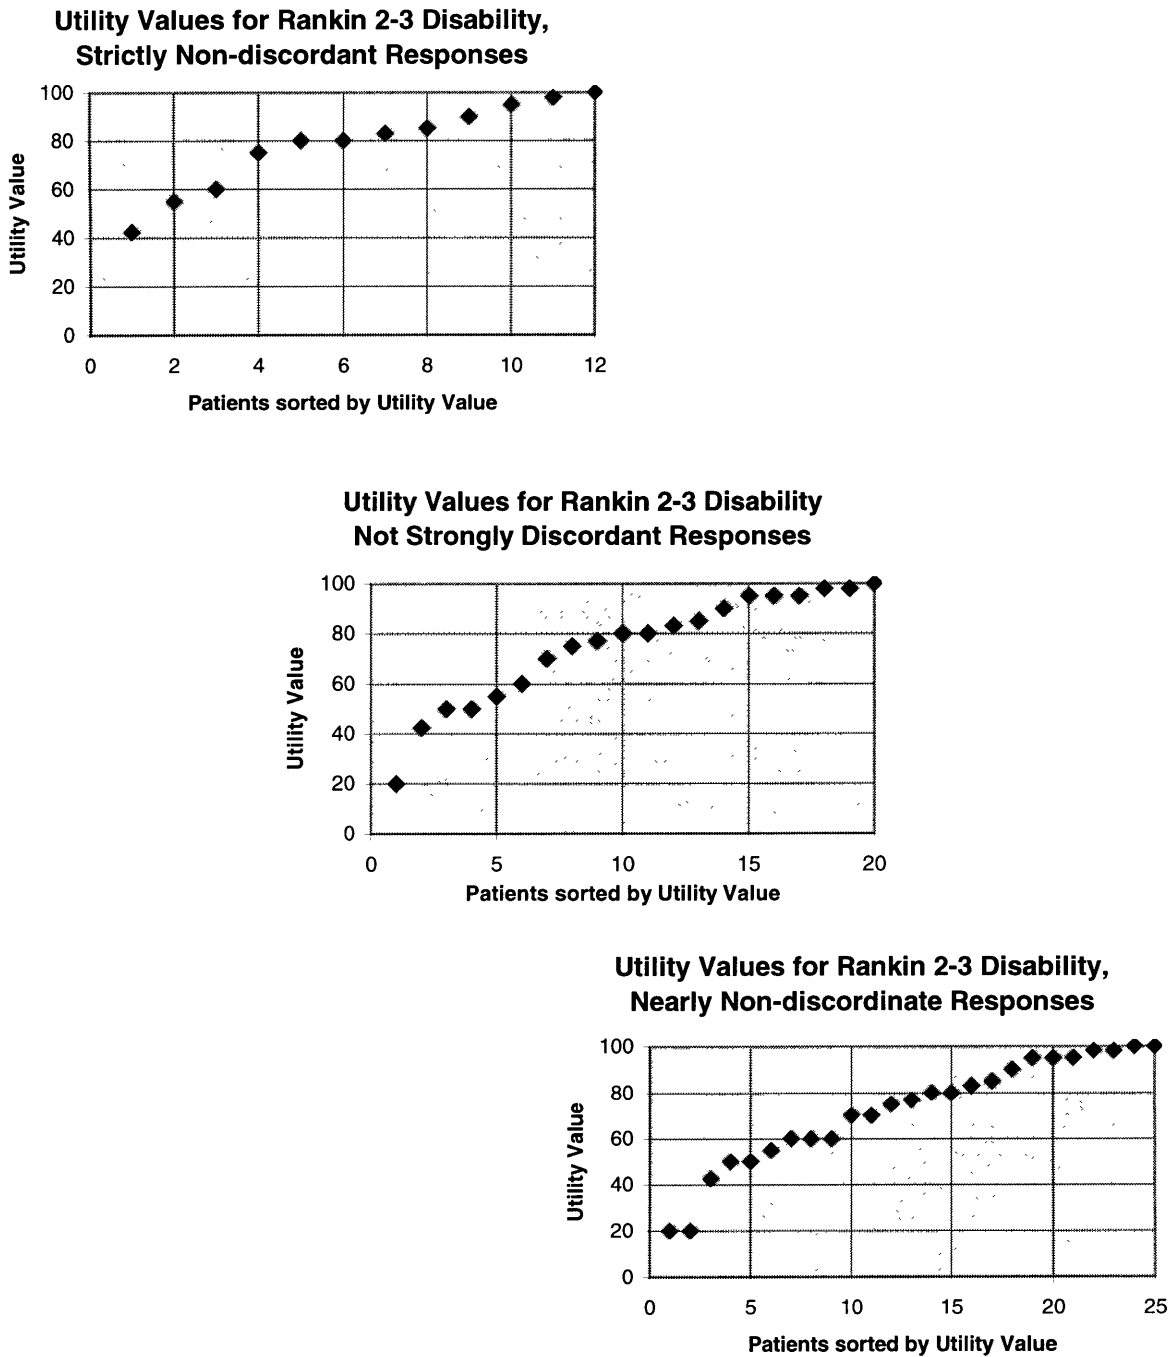 Utility Values for Rankin 2-3 Disability,
Strictly Non-discordant Responses
100
80
60
40
20
0
Utility Value
0 2 4 6 8 10 12
Patients sorted by Utility Value
Utility Values for Rankin 2-3 Disability
Not Strongly Discordant Responses
100
80
60
40
20
0
Utility Value
0 5 10 15 20
Patients sorted by Utility Value
Utility Values for Rankin 2-3 Disability,
Nearly Non-discordinate Responses
100
80
60
40
20
0
Utility Value
0 5 10 15 20 25
Patients sorted by Utility Value